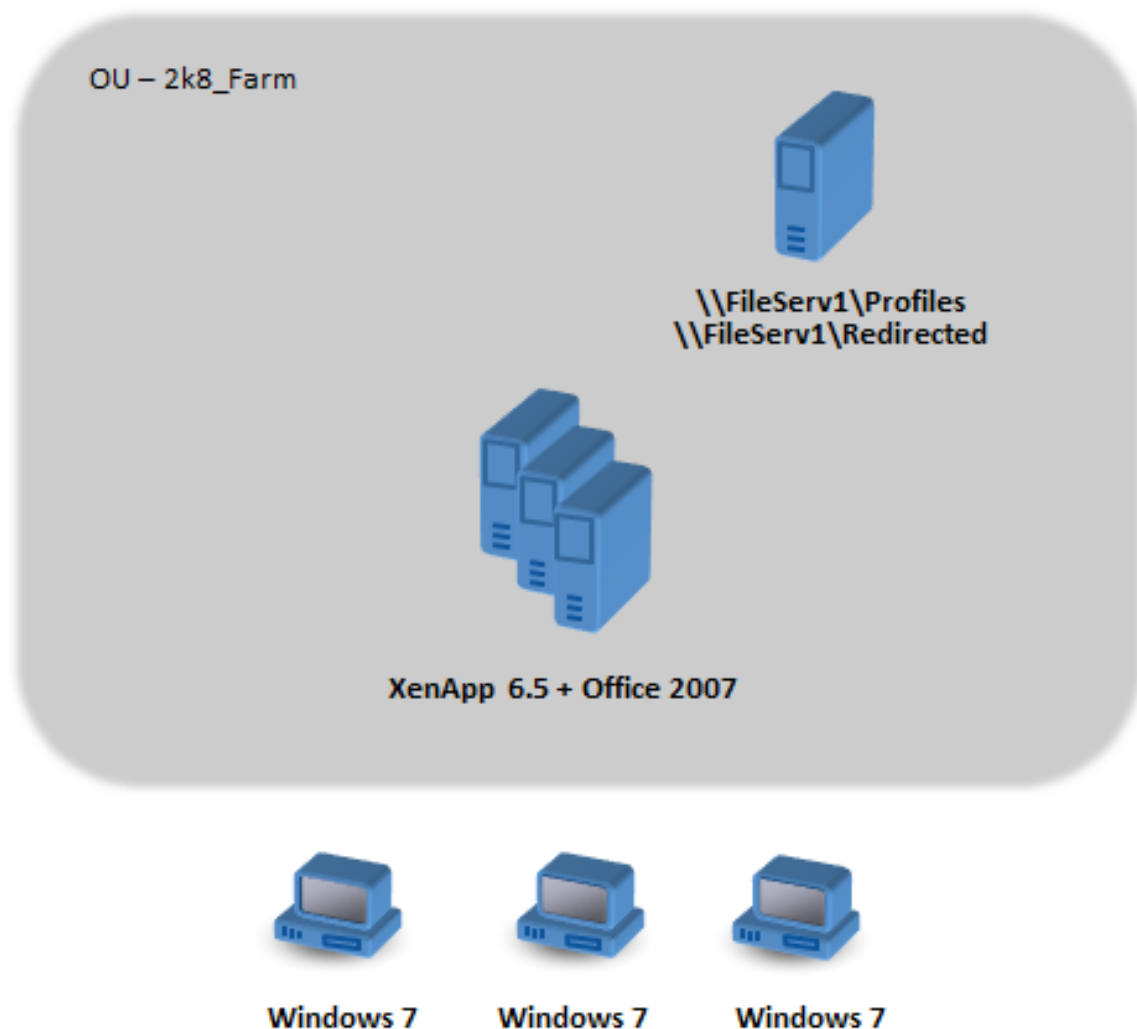 OU – 2k8_Farm
\\FileServ1\Profiles
\\FileServ1\Redirected
XenApp 6.5 + Office 2007
Windows 7
Windows 7
Windows 7